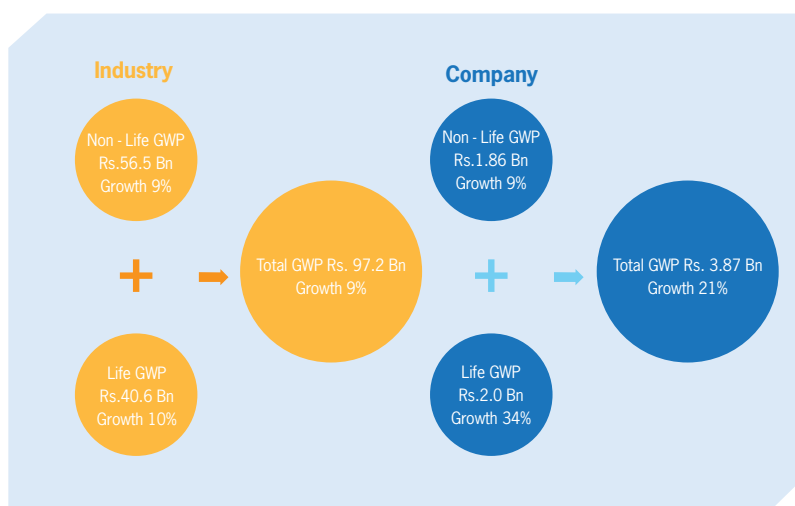 Industry
Non - Life GWP
Rs.56.5 Bn
Growth 9%
Total GWP Rs. 97.2 Bn
Growth 9%
Life GWP
Rs.40.6 Bn
Growth 10%
Company
Non - Life GWP
Rs.1.86 Bn
Growth 9%
Total GWP Rs. 3.87 Bn
Growth 21%
Life GWP
Rs.2.0 Bn
Growth 34%